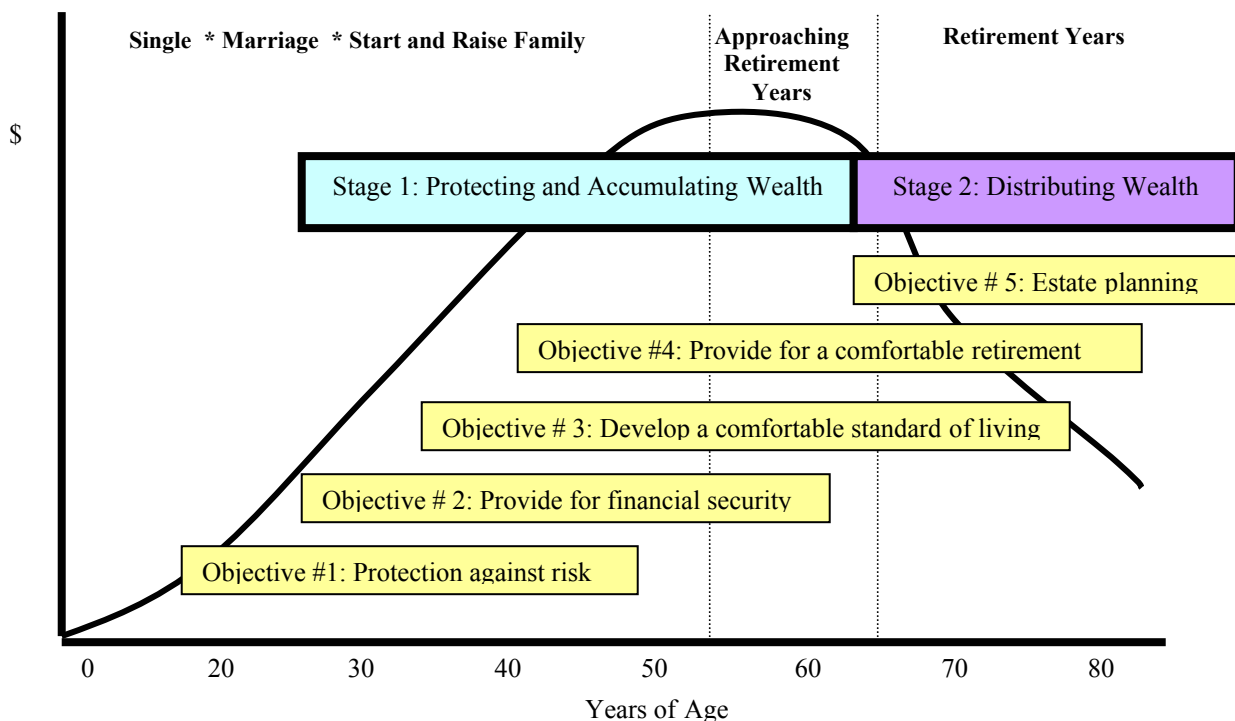 Single * Marriage * Start and Raise Family
Approaching
Retirement
Years
Retirement Years
$
Stage 1: Protecting and Accumulating Wealth
Stage 2: Distributing Wealth
Objective # 5: Estate planning
Objective #4: Provide for a comfortable retirement
Objective # 3: Develop a comfortable standard of living
Objective # 2: Provide for financial security
Objective #1: Protection against risk
0 20 30 40 50 60 70 80
Years of Age